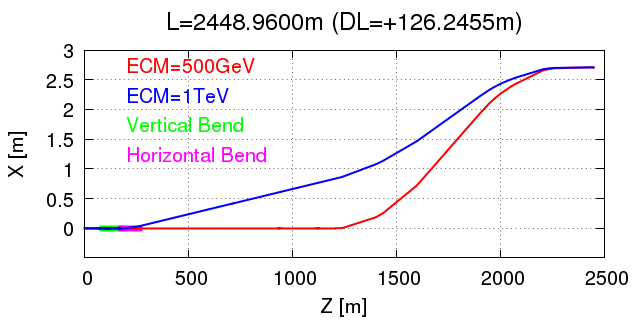 L=2448.9600m (DL=+126.2455m)
3
2.5
2
1.5
1
0.5
0
X [m]
ECM=500GeV
ECM=1TeV
Vertical Bend
Horizontal Bend
0 500 1000 1500 2000 2500
Z [m]